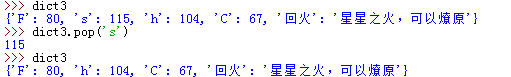 >>> dict3
{'F': 80, 's': 115, 'h': 104, 'C': 67, '回火': '星星之火，可以燎原'}
>>> dict3.pop('s')
115
>>> dict3
{'F': 80, 'h': 104, 'C': 67, '回火': '星星之火，可以燎原'}